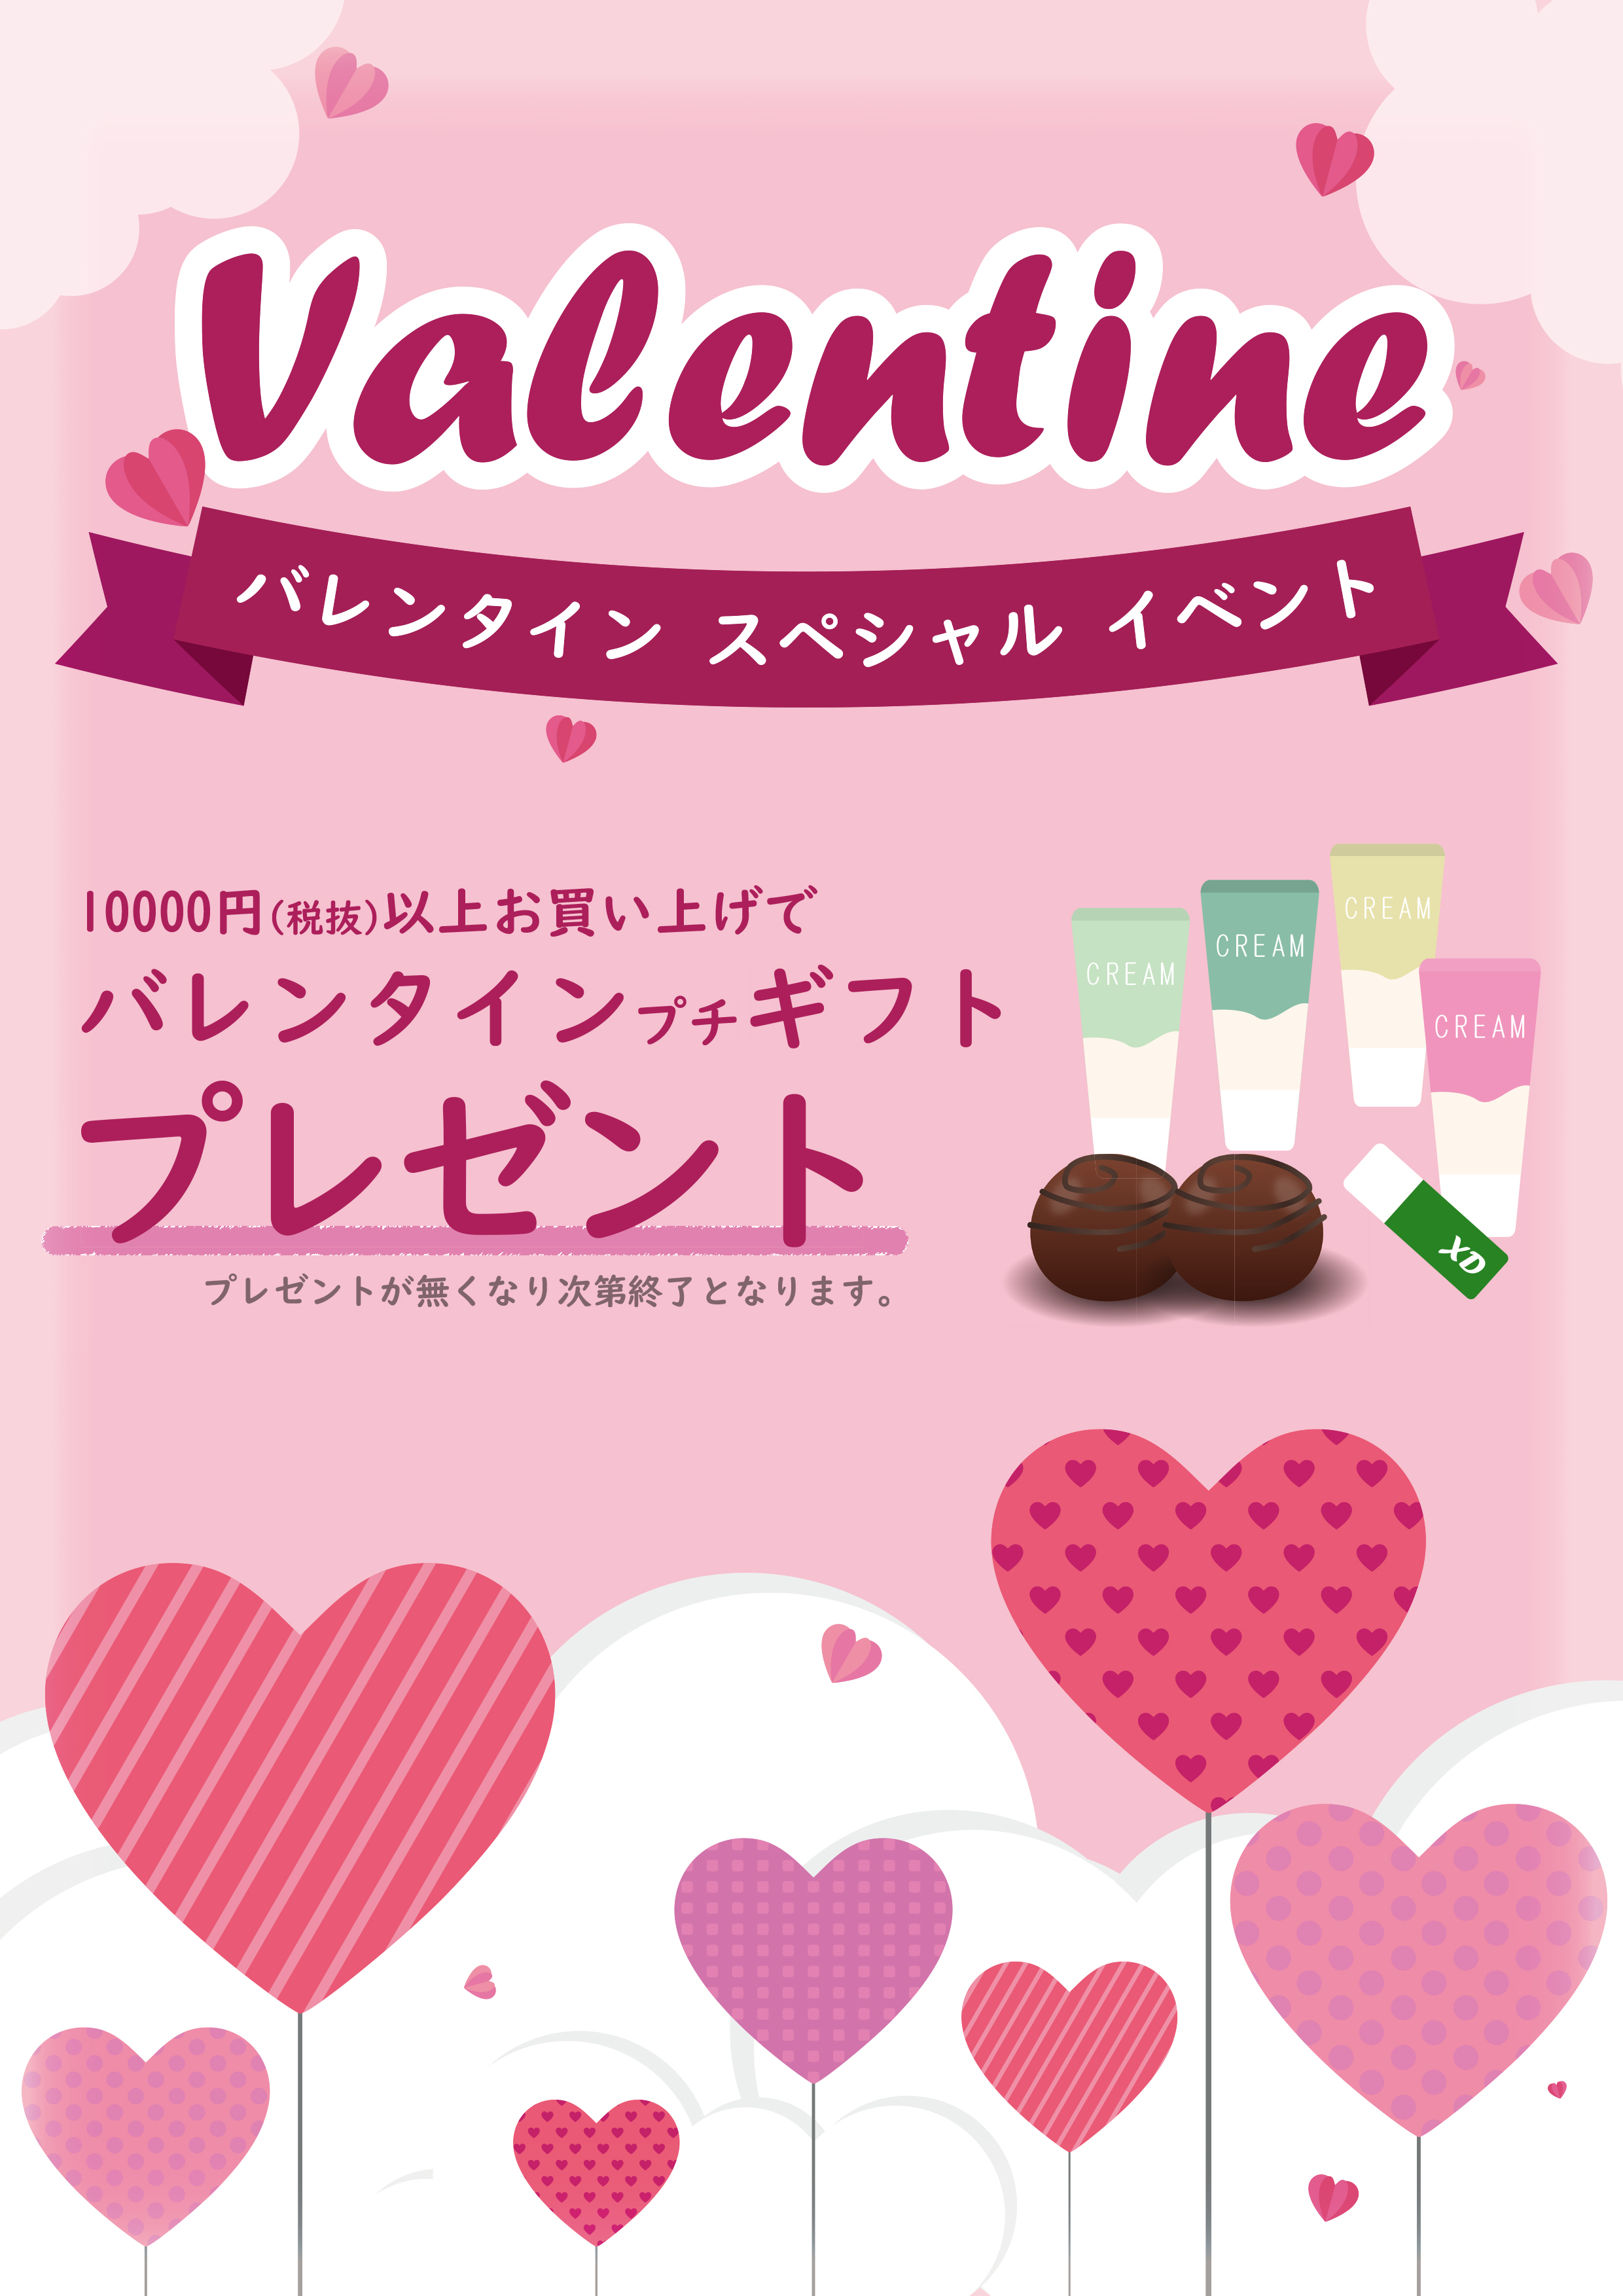 Valentine
バレンタイン スペシャル イベント
10000円(税抜)以上お買い上げで
バレンタインプチギフト
プレゼント
プレゼントが無くなり次第終了となります。
CREAM
CREAM
CREAM
CREAM
XD